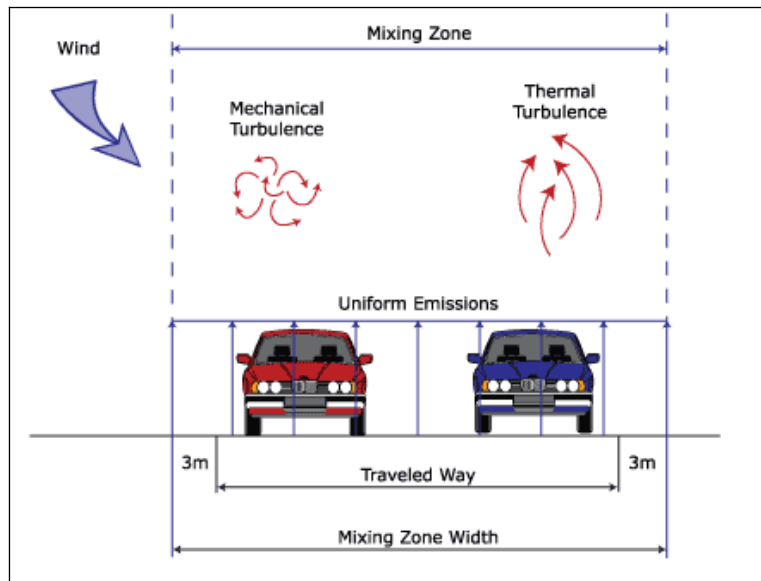 Mixing Zone
Wind
Mechanical
Turbulence
Thermal
Turbulence
Uniform Emissions
3m
Traveled Way
3m
Mixing Zone Width